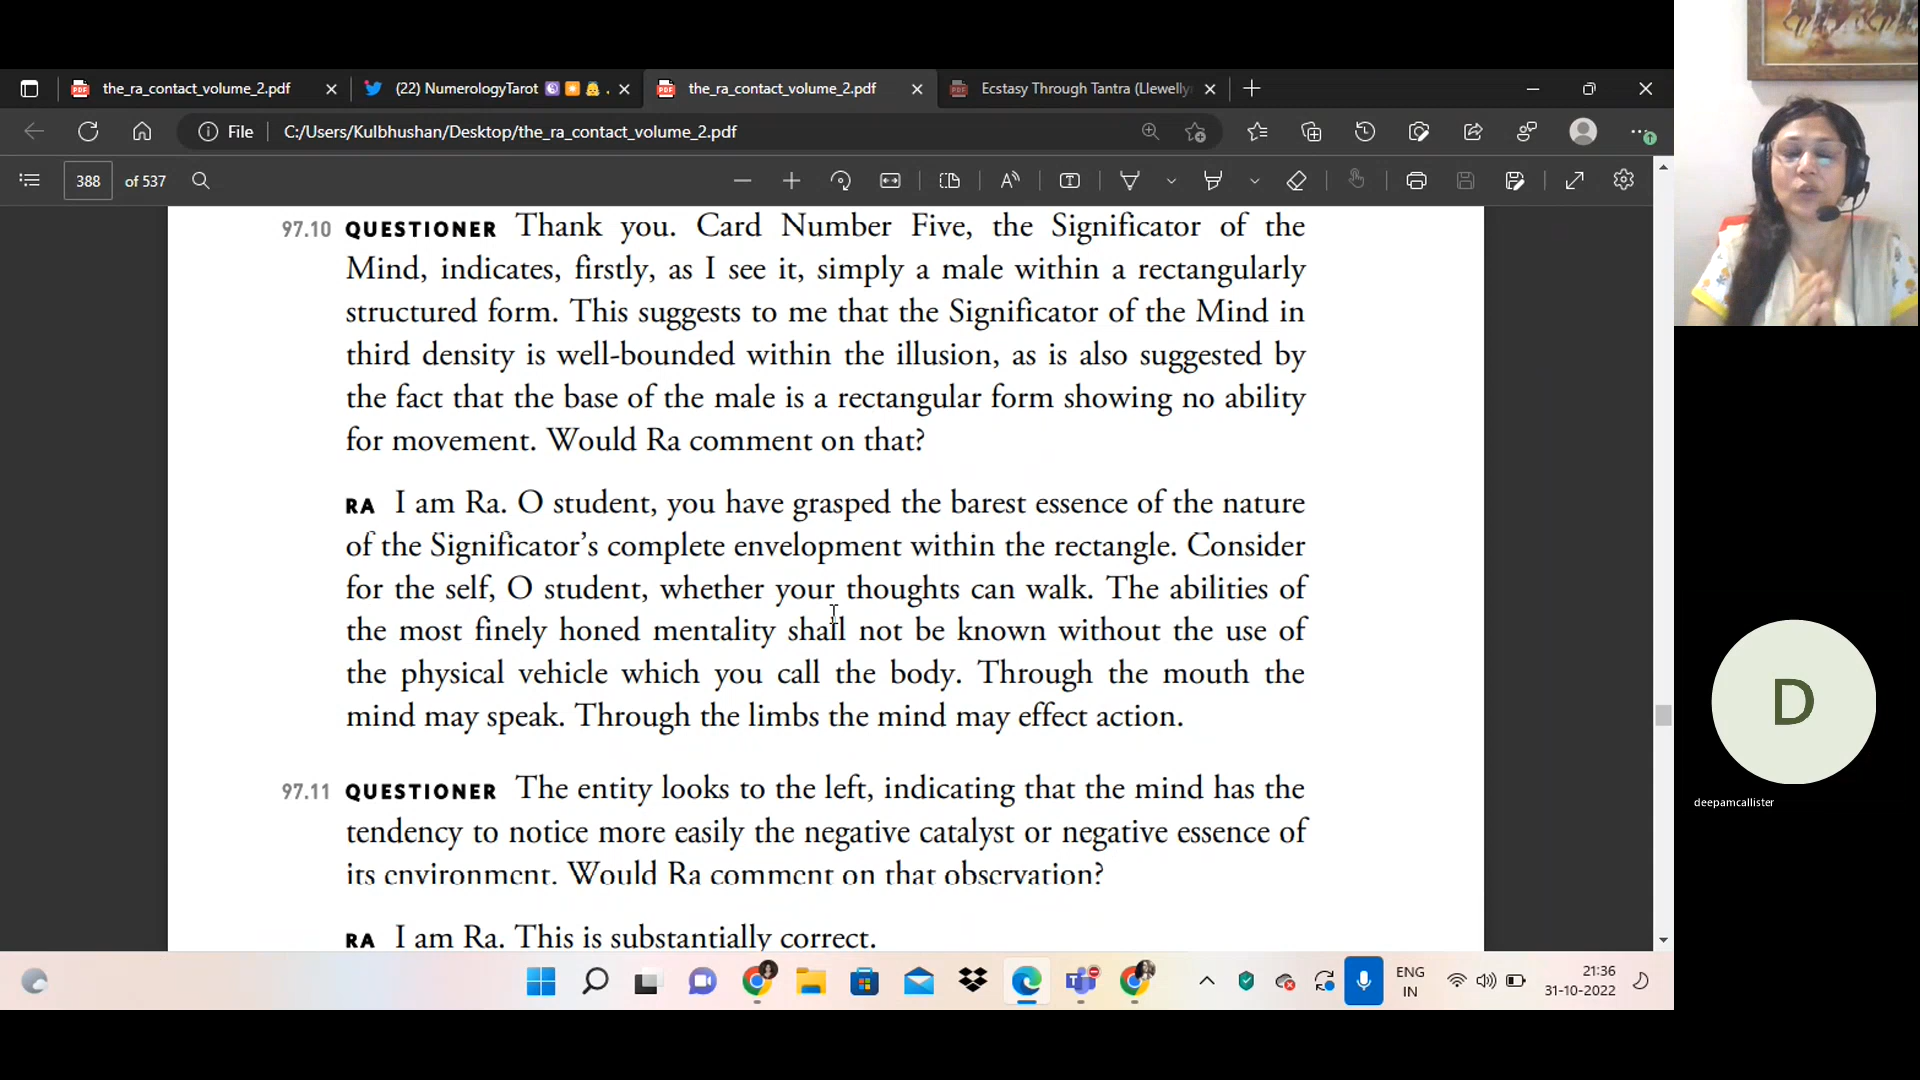 the_ra_contact_volume_2.pdf
(22) NumerologyTarot
the_ra_contact_volume_2.pdf
Ecstasy Through Tantra (Llewelly
File
C:/Users/Kulbhushan/Desktop/the_ra_contact_volume_2.pdf
388 of 537
97.10 QUESTIONER Thank you. Card Number Five, the Significator of the
Mind, indicates, firstly, as I see it, simply a male within a rectangularly
structured form. This suggests to me that the Significator of the Mind in
third density is well-bounded within the illusion, as is also suggested by
the fact that the base of the male is a rectangular form showing no ability
for movement. Would Ra comment on that?
RA I am Ra. O student, you have grasped the barest essence of the nature
of the Significator’s complete envelopment within the rectangle. Consider
for the self, O student, whether your thoughts can walk. The abilities of
the most finely honed mentality shall not be known without the use of
the physical vehicle which you call the body. Through the mouth the
mind may speak. Through the limbs the mind may effect action.
97.11 QUESTIONER The entity looks to the left, indicating that the mind has the
tendency to notice more easily the negative catalyst or negative essence of
its environment. Would Ra comment on that observation?
RA I am Ra. This is substantially correct.
ENG
IN
21:36
31-10-2022
D
deepamcallister